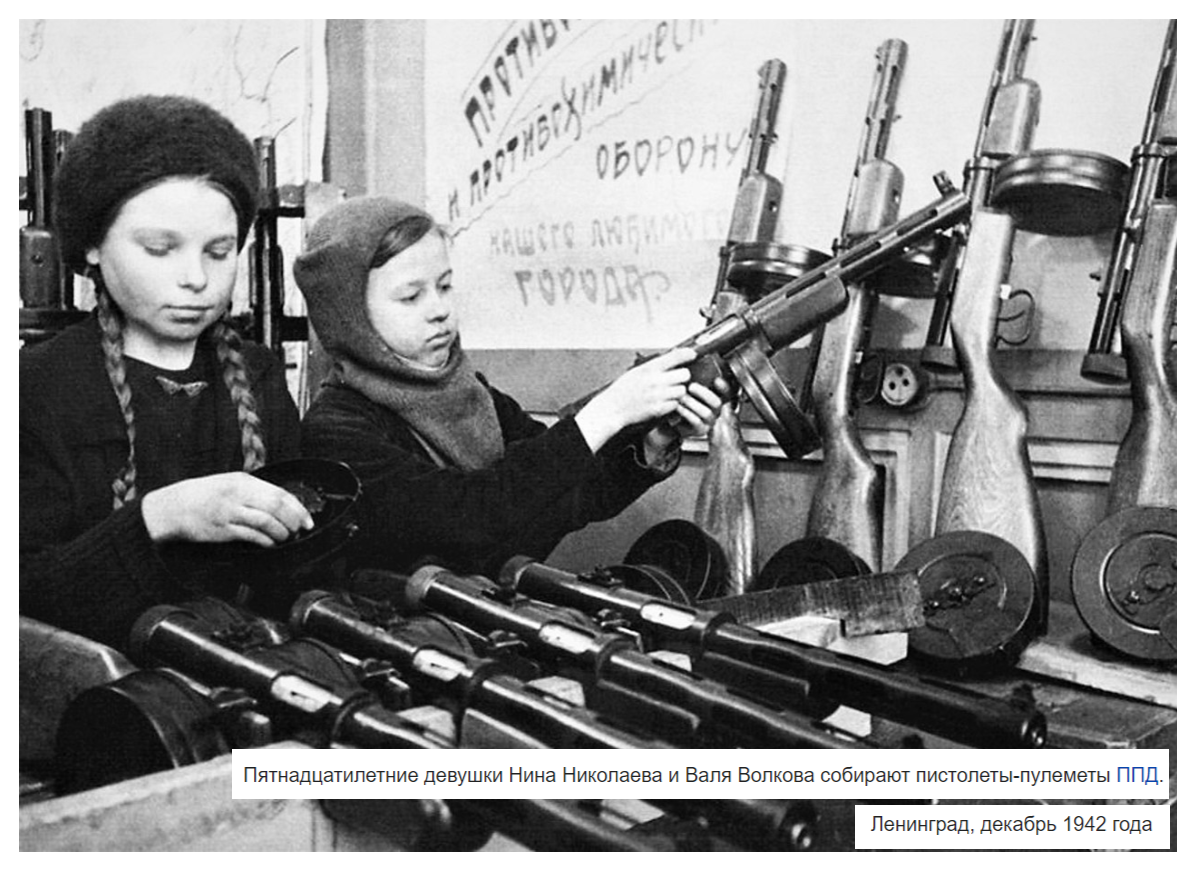 ПРОТИВ
И ПРОТИВОХИМИЧЕСК
ОБОРОНУ
НАШЕГО ЛЮБИМОГО
ГОРОДА
Пятнадцатилетние девушки Нина Николаева и Валя Волкова собирают пистолеты-пулеметы ППД.
Ленинград, декабрь 1942 года